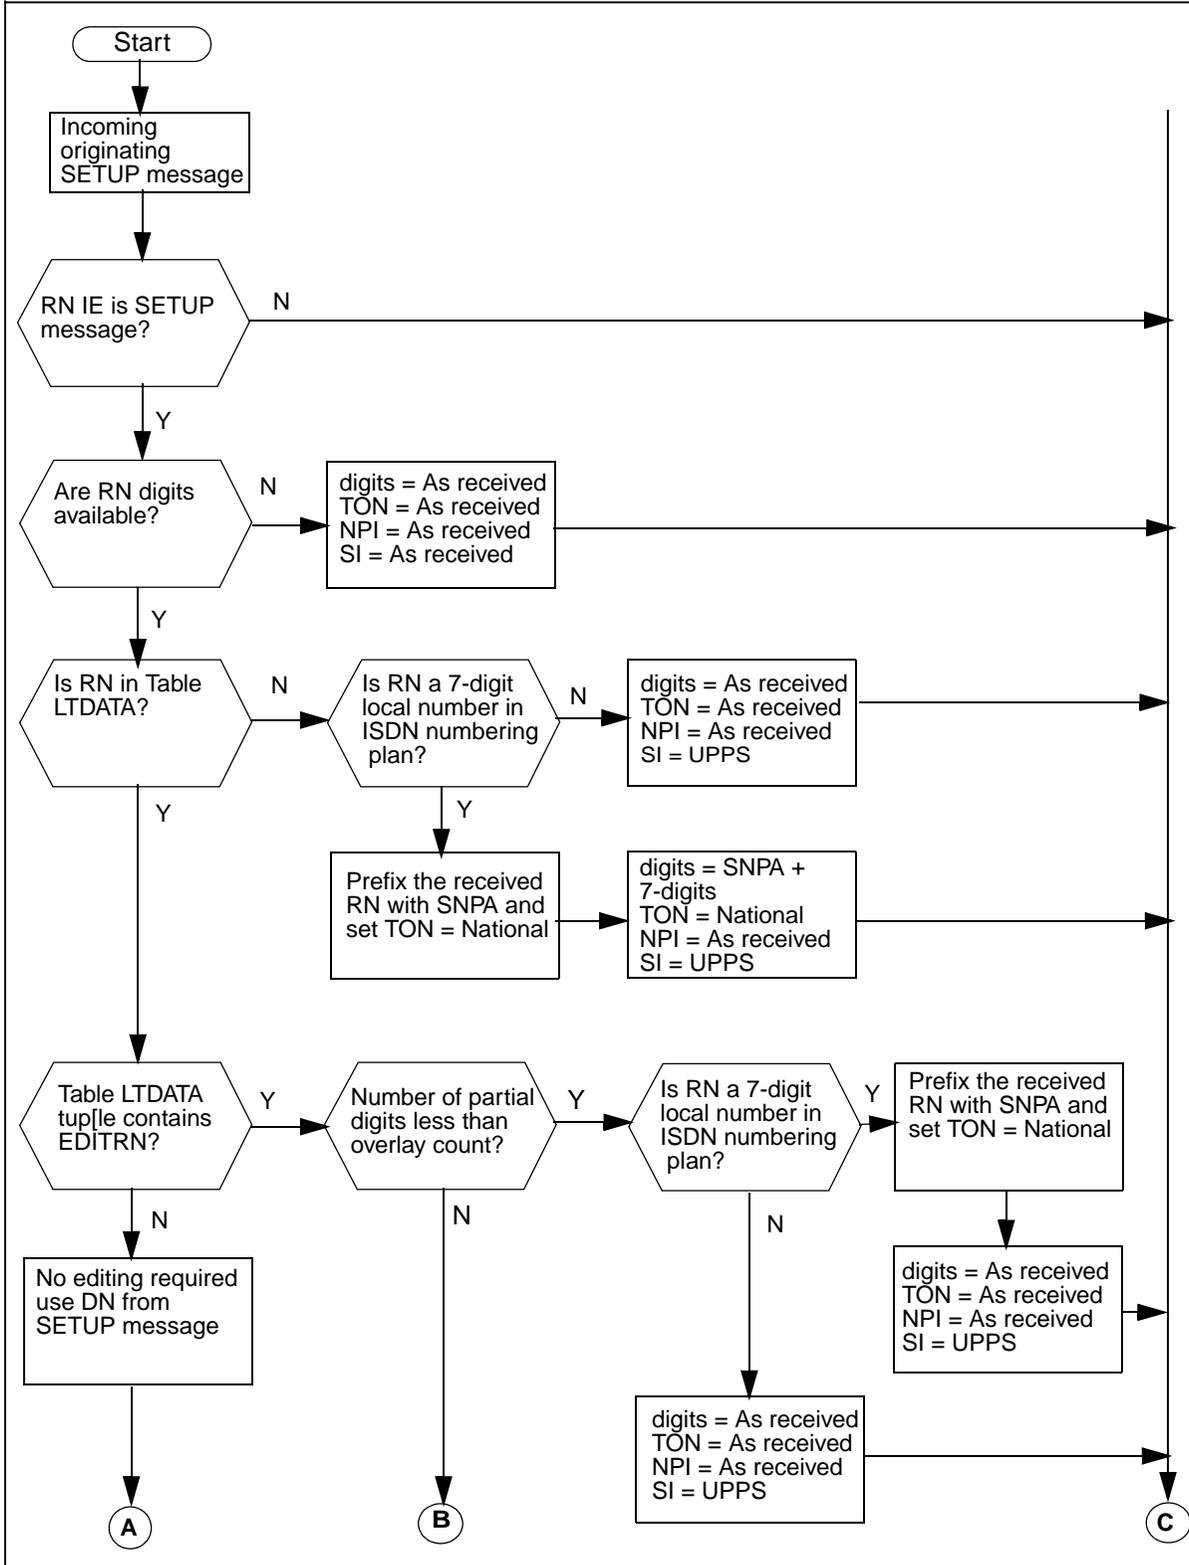 Start
Incoming
originating
SETUP message
RN IE is SETUP
message?
N
Y
Are RN digits
available?
N
digits = As received
TON = As received
NPI = As received
SI = As received
Y
Is RN in Table
LTDATA?
N
Is RN a 7-digit
local number in
ISDN numbering
plan?
N
digits = As received
TON = As received
NPI = As received
SI = UPPS
Y
Y
Prefix the received
RN with SNPA and
set TON = National
digits = SNPA +
7-digits
TON = National
NPI = As received
SI = UPPS
Table LTDATA
tup[le contains
EDITRN?
Y
Number of partial
digits less than
overlay count?
Y
Is RN a 7-digit
local number in
ISDN numbering
plan?
Y
Prefix the received
RN with SNPA and
set TON = National
N
N
N
No editing required
use DN from
SETUP message
digits = As received
TON = As received
NPI = As received
SI = UPPS
digits = As received
TON = As received
NPI = As received
SI = UPPS
A
B
C